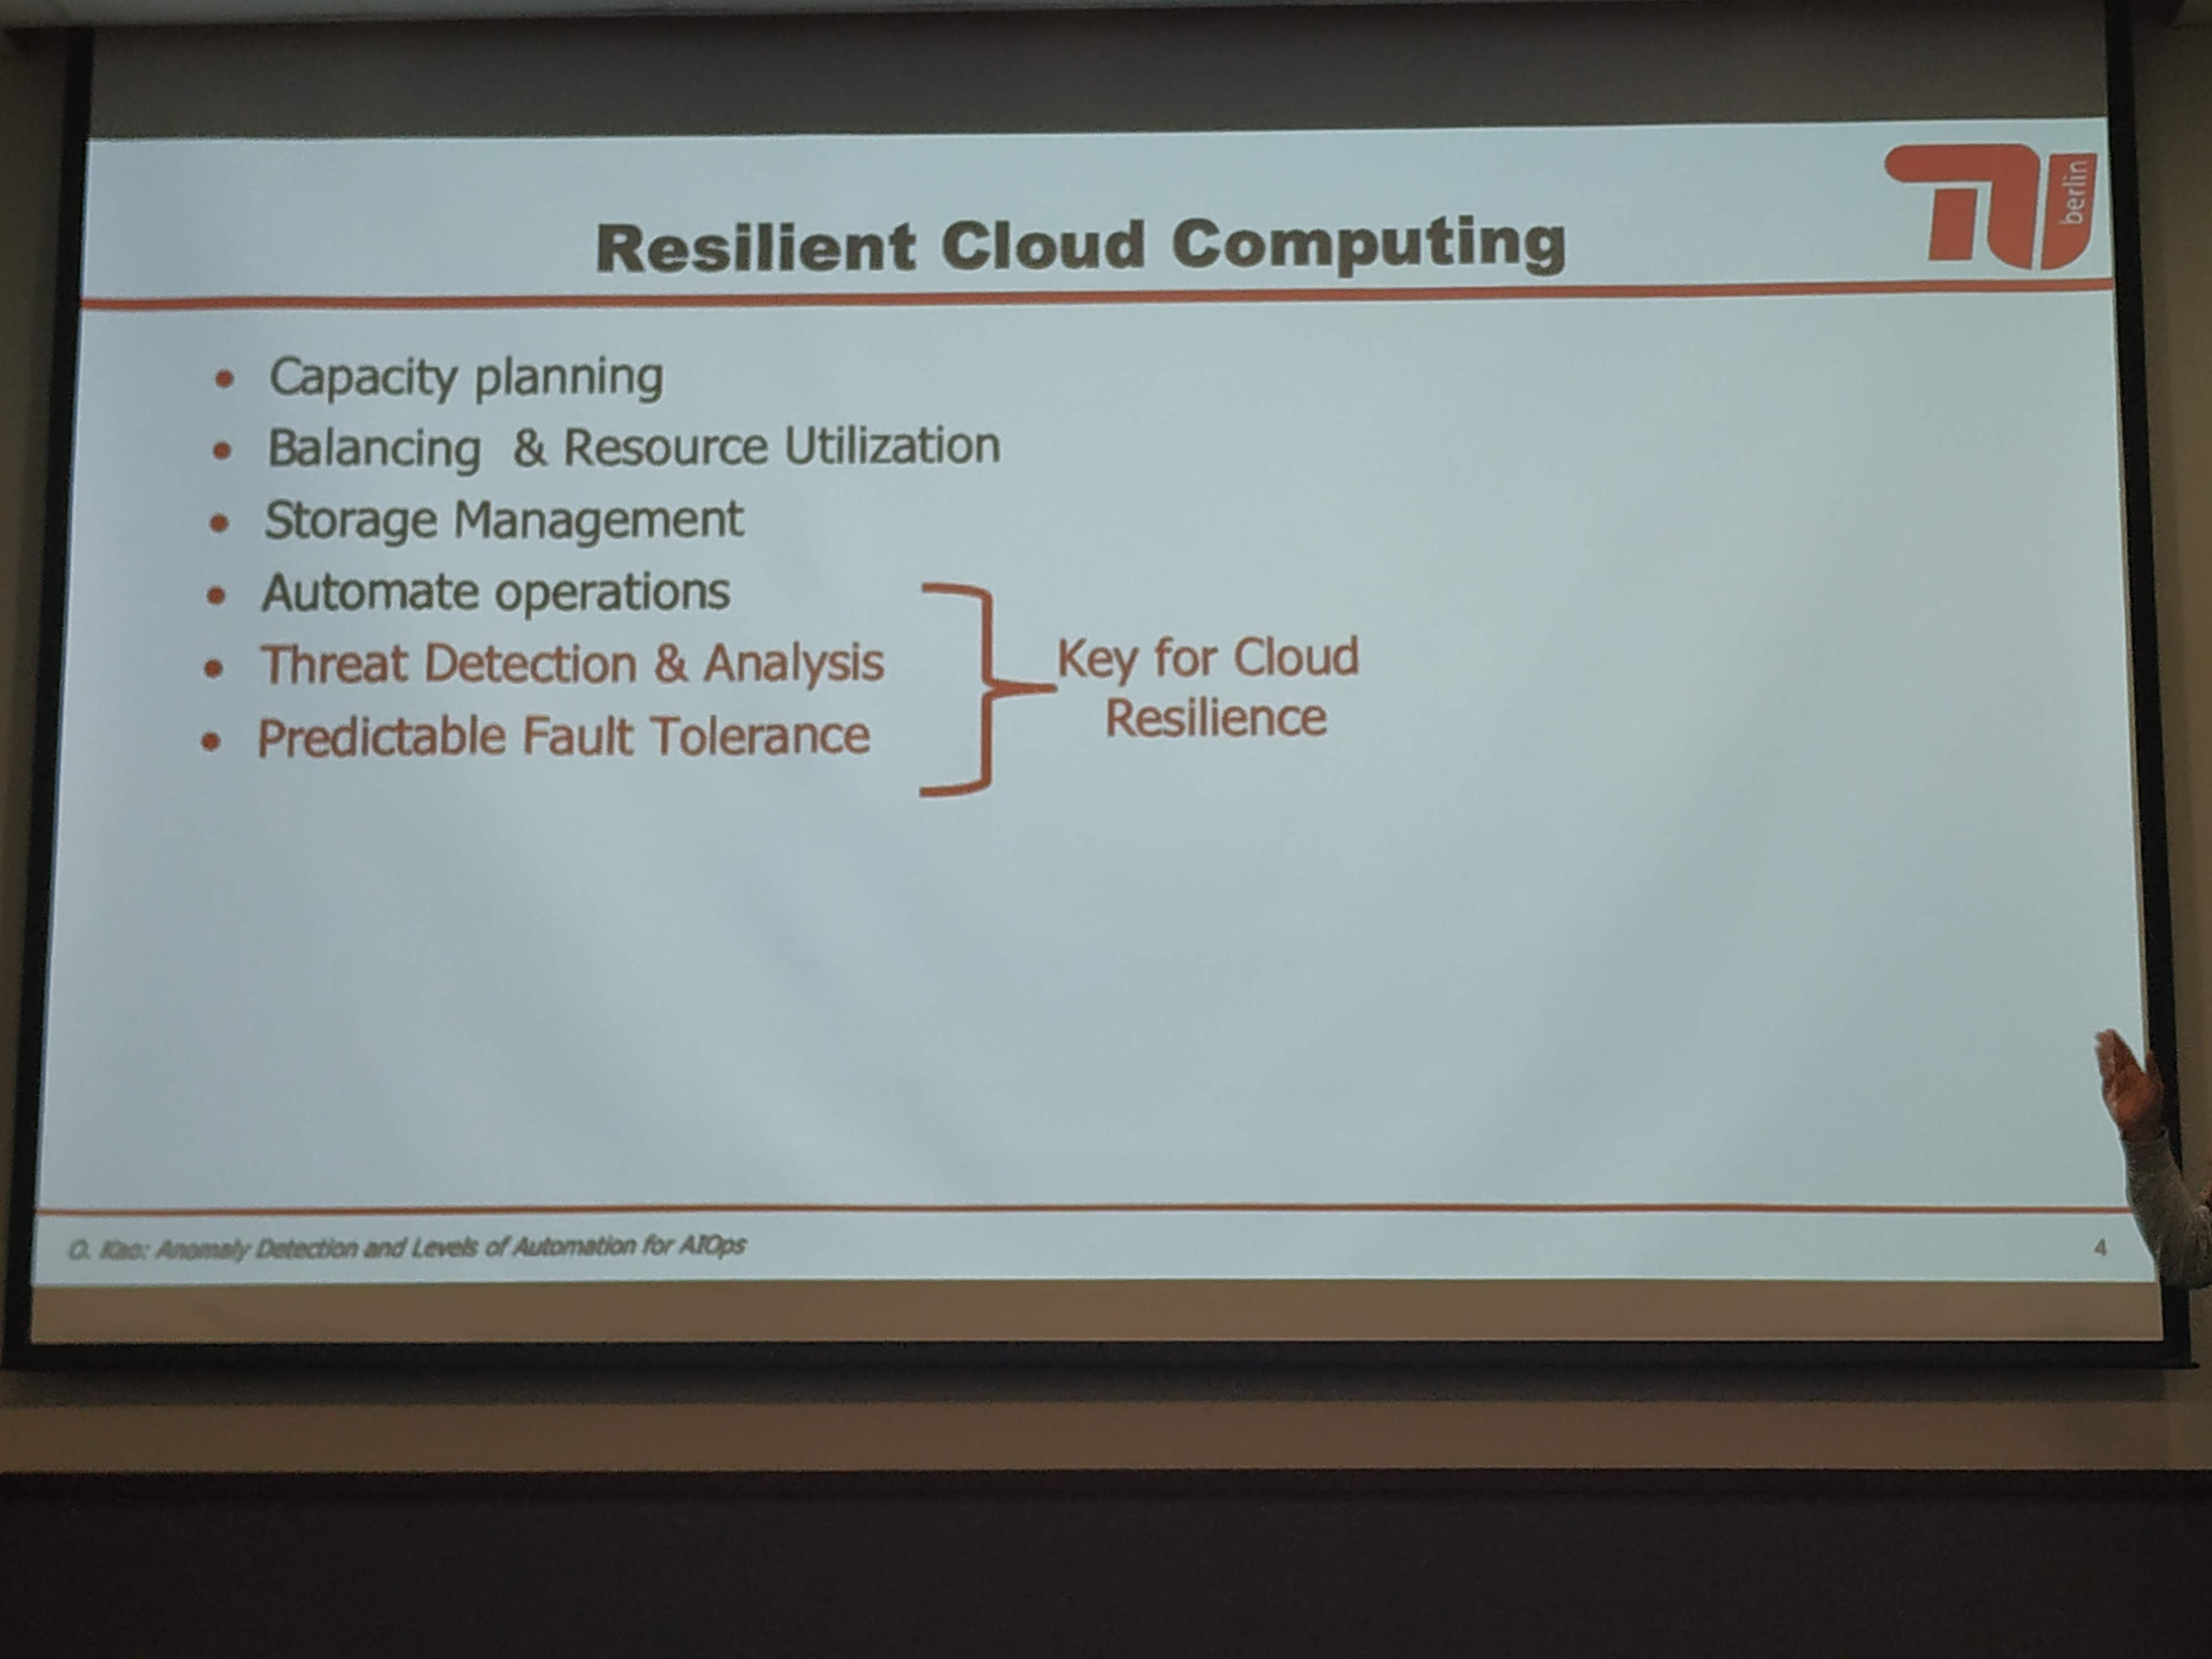 berlin
Resilient Cloud Computing
Capacity planning
Balancing & Resource Utilization
Storage Management
Automate operations
Threat Detection & Analysis
Predictable Fault Tolerance
Key for Cloud
Resilience
O. Kao: Anomaly Detection and Levels of Automation for AIOps
4